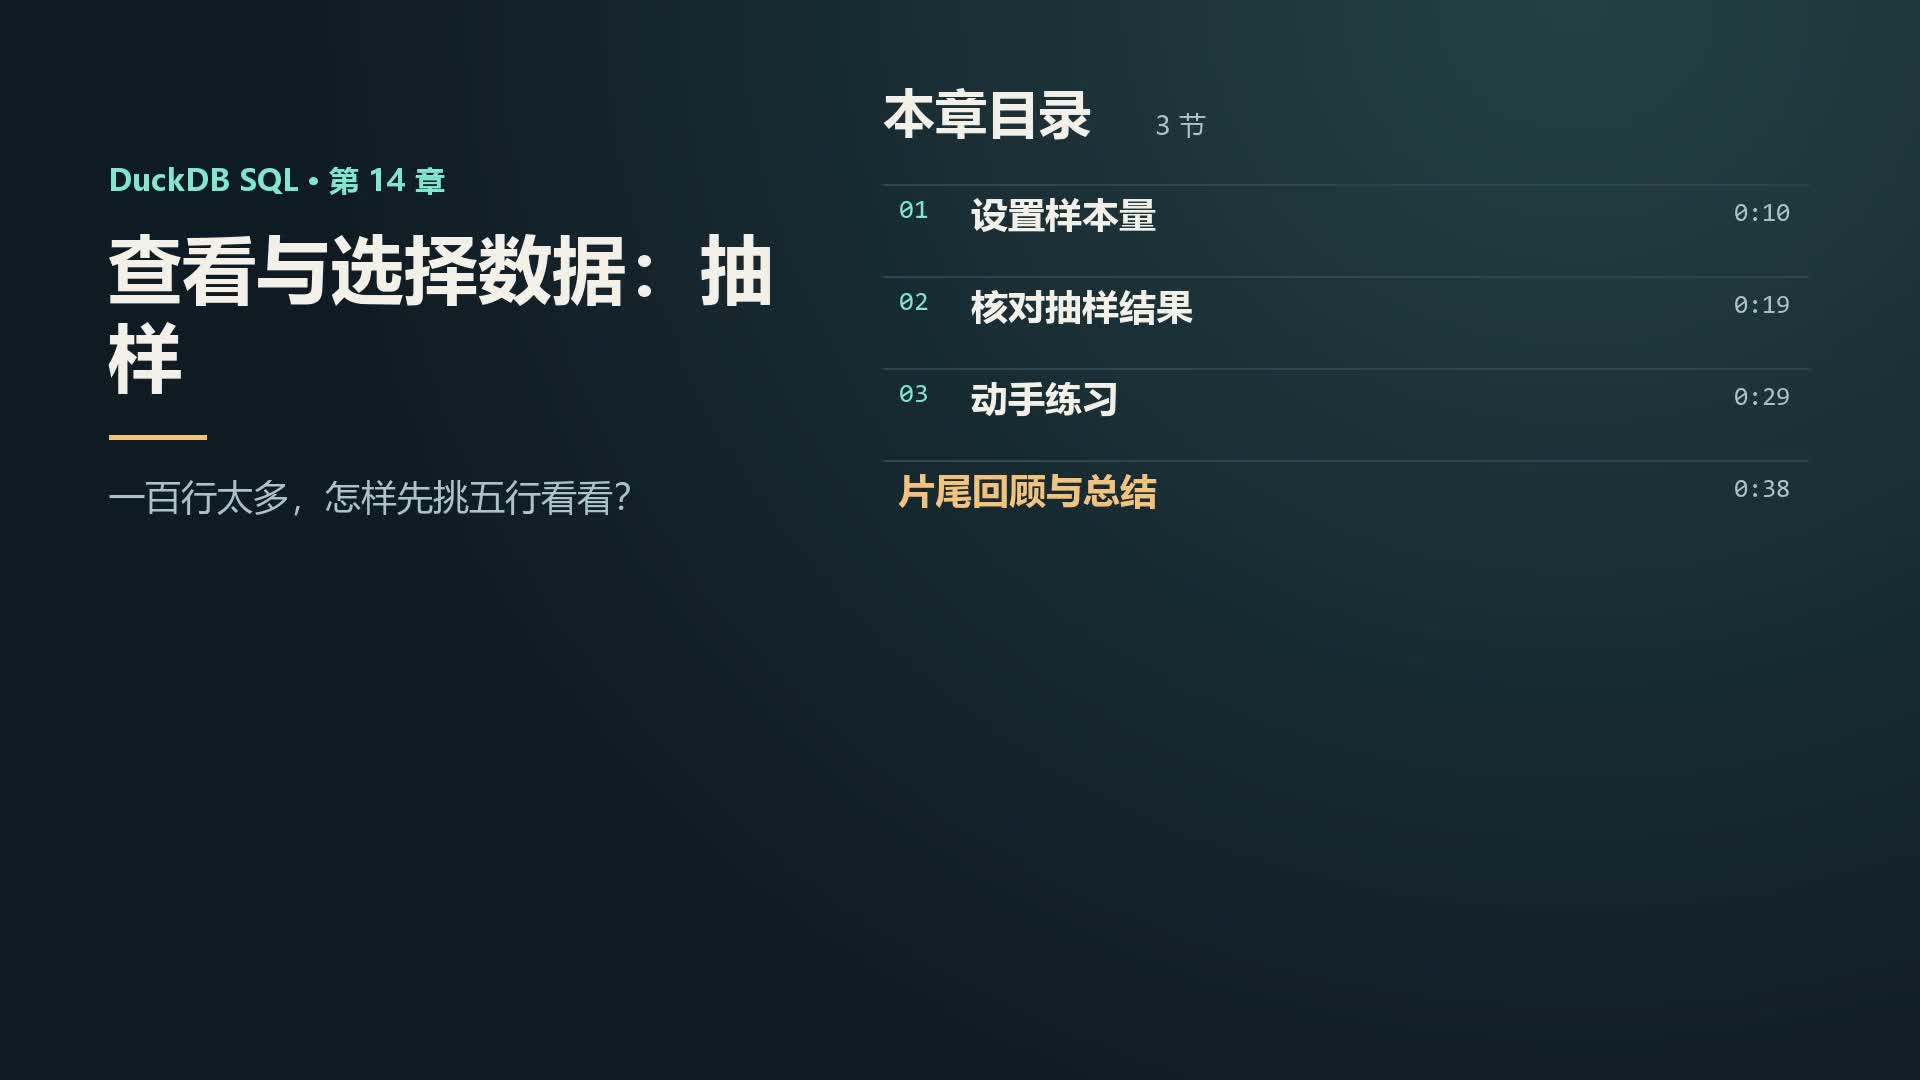 DuckDB SQL • 第 14 章
查看与选择数据：抽
样
一百行太多，怎样先挑五行看看？
本章目录 3 节
01 设置样本量 0:10
02 核对抽样结果 0:19
03 动手练习 0:29
片尾回顾与总结 0:38